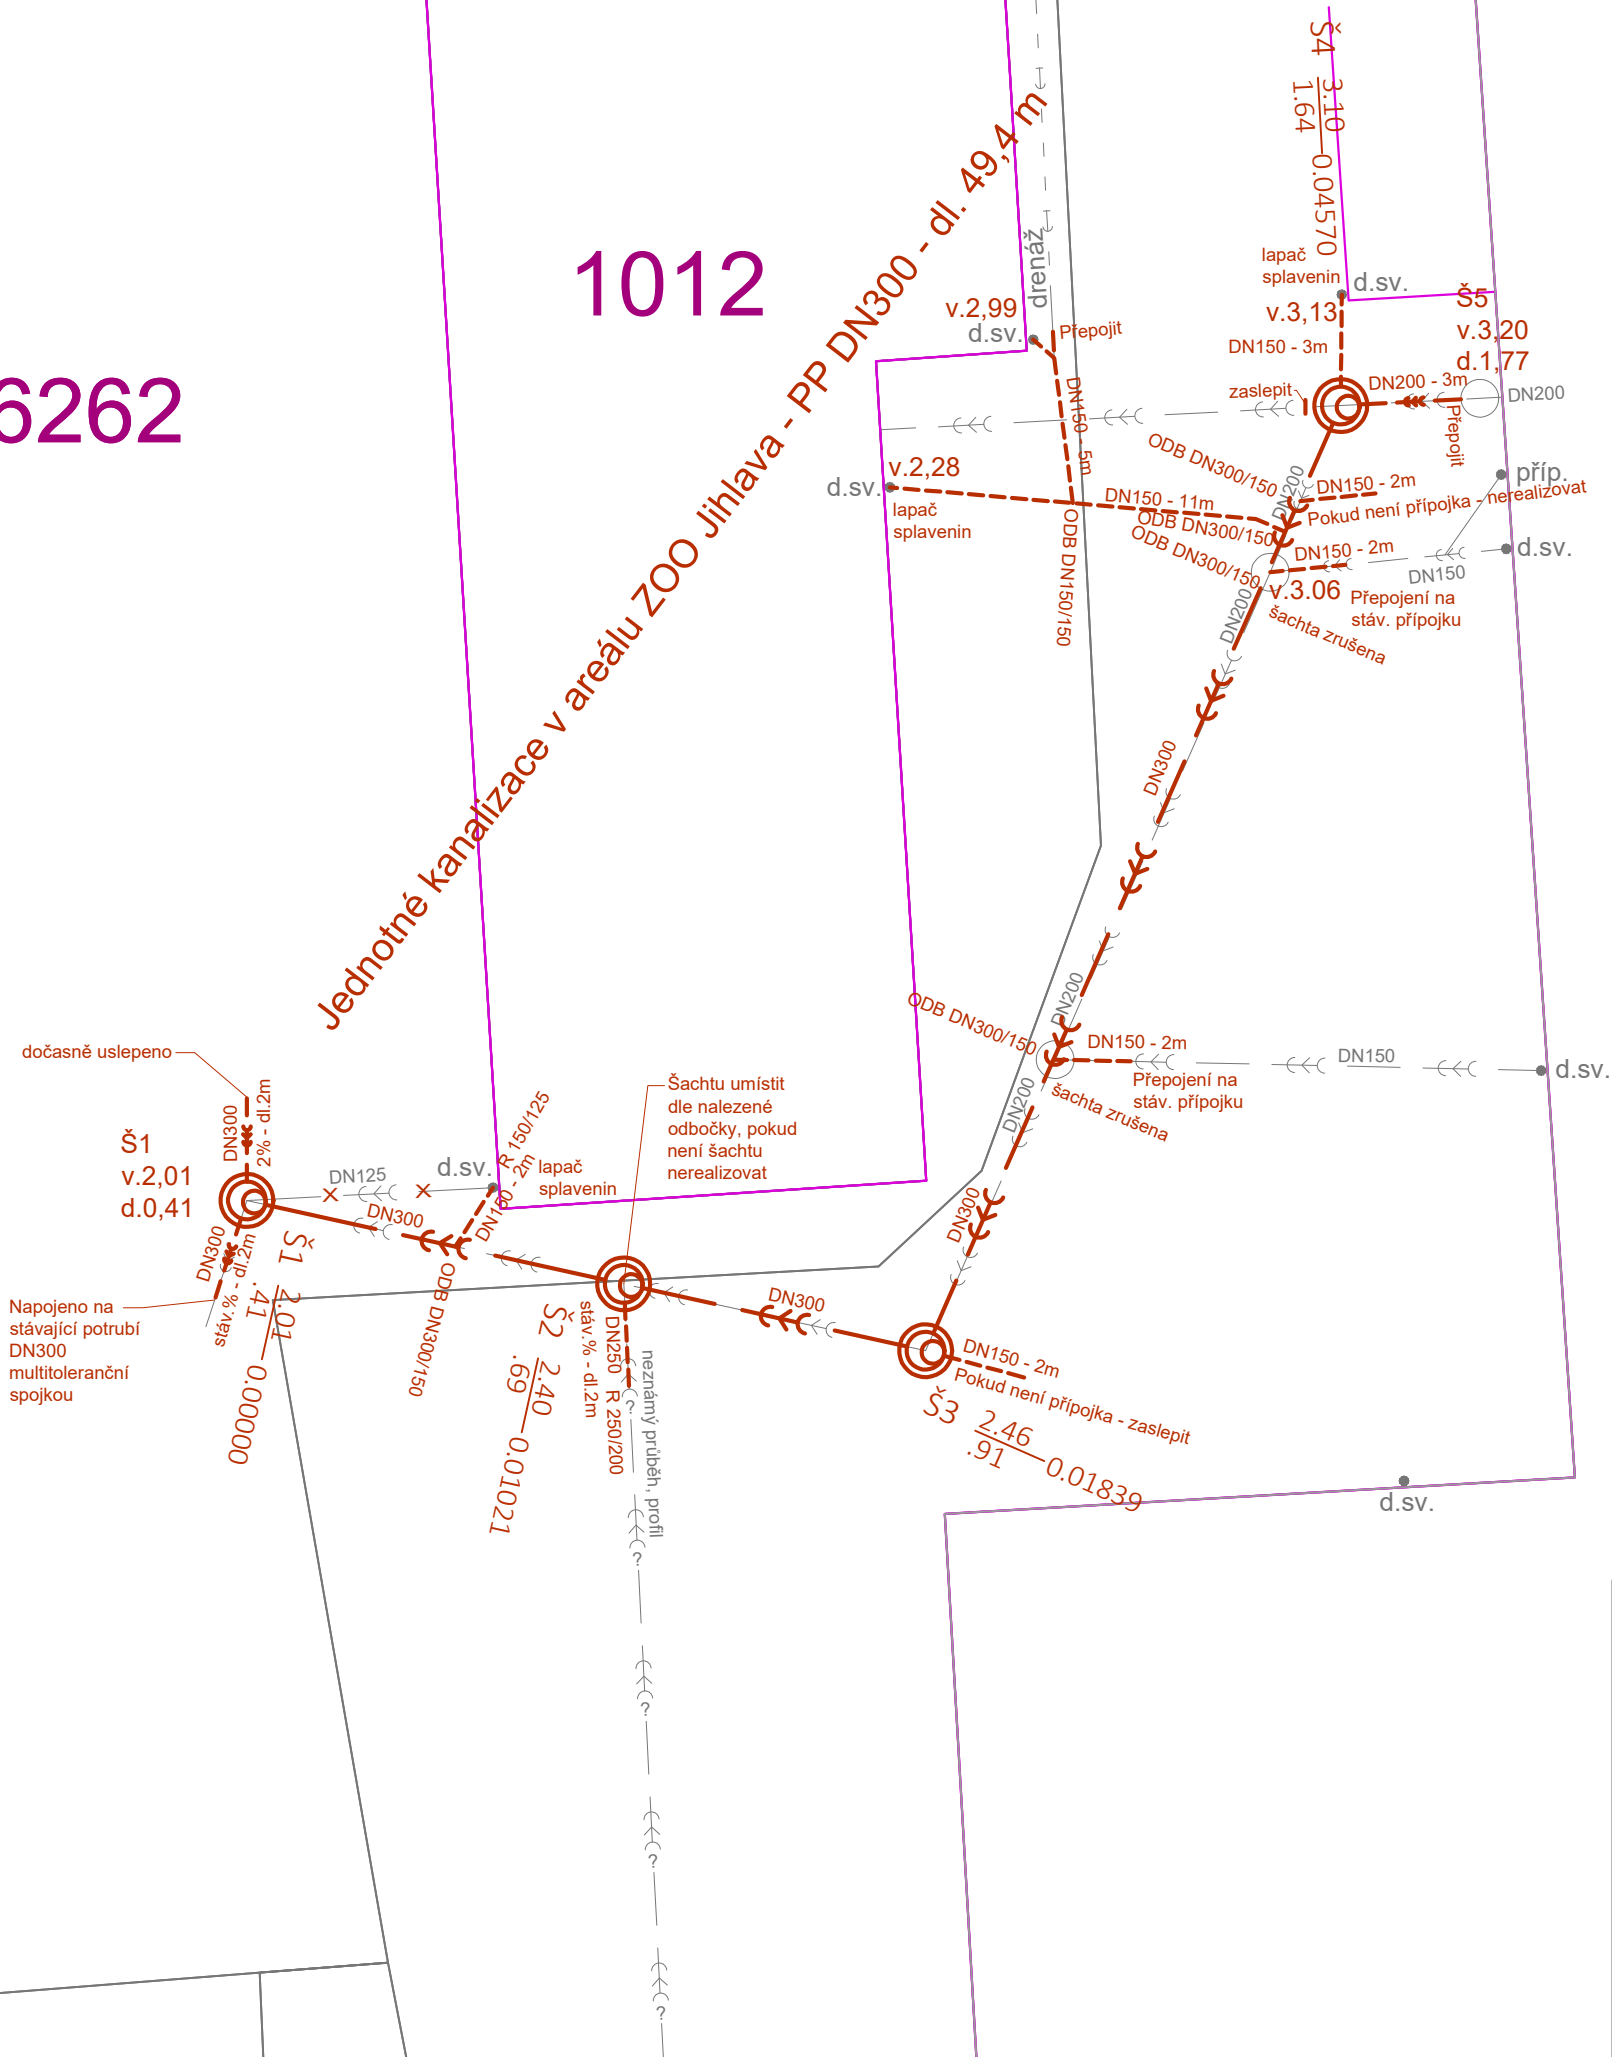 1012
6262
Jednotné kanalizace v areálu ZOO Jihlava - PP DN300 - dl. 49,4 m
Š4 3.10
1.64
0.04570
drenáž
v.2,99
d.sv.
Přepojit
DN150 - 5m
lapač
splavenin
d.sv.
v.3,13
DN150 - 3m
Š5
v.3,20
d.1,77
zaslepit
DN200 - 3m
DN200
Přepojit
ODB DN300/150
DN200
DN150 - 2m
příp.
Pokud není přípojka - nerealizovat
v.2,28
d.sv.
lapač
splavenin
DN150 - 11m
ODB DN300/150
ODB DN300/150
ODB DN150/150
DN150 - 2m
d.sv.
DN150
v.3.06
Přepojení na
stáv. přípojku
šachta zrušena
DN200
DN300
DN200
ODB DN300/150
DN150 - 2m
DN150
d.sv.
Přepojení na
stáv. přípojku
šachta zrušena
DN200
DN300
dočasně uslepeno
DN300
2% - dl.2m
Š1
v.2,01
d.0,41
DN125
d.sv.
R 150/125
DN150 - 2m
lapač
splavenin
Šachtu umístit
dle nalezené
odbočky, pokud
není šachtu
nerealizovat
DN300
DN300
stáv.% - dl.2m
Napojeno na
stávající potrubí
DN300
multitoleranční
spojkou
Š1 2.01
.41
0.00000
ODB DN300/150
Š2 2.40
.69
0.01021
stáv.% - dl.2m
DN250
R 250/200
neznámý průběh, profil
?
?
?
?
?
DN300
DN150 - 2m
Pokud není přípojka - zaslepit
Š3 2.46
.91
0.01839
d.sv.